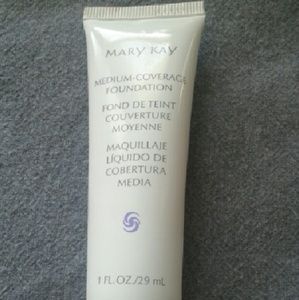 MARY KAY
MEDIUM-COVERAGE
FOUNDATION
FOND DE TEINT
COUVERTURE
MOYENNE
MAQUILLAJE
LÍQUIDO DE
COBERTURA
MEDIA
1 FL. OZ./29 mL